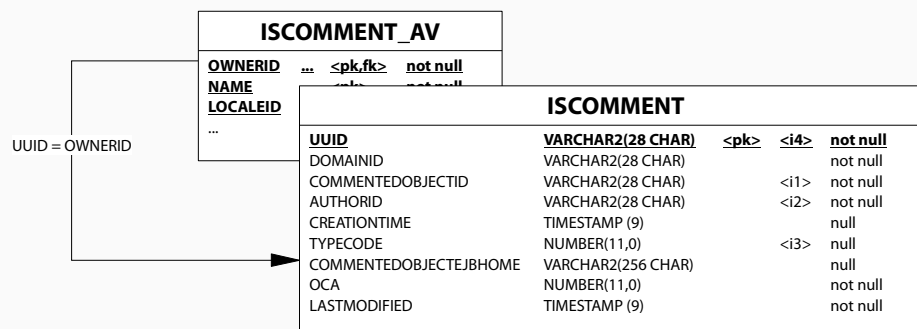 ISCOMMENT_AV
OWNERID ... <pk,fk> not null
NAME
LOCALEID
...
UUID = OWNERID
ISCOMMENT
UUID VARCHAR2(28 CHAR) <pk> <i4> not null
DOMAINID VARCHAR2(28 CHAR) not null
COMMENTEDOBJECTID VARCHAR2(28 CHAR) <i1> not null
AUTHORID VARCHAR2(28 CHAR) <i2> not null
CREATIONTIME TIMESTAMP (9) null
TYPECODE NUMBER(11,0) <i3> null
COMMENTEDOBJECTEJBHOME VARCHAR2(256 CHAR) null
OCA NUMBER(11,0) not null
LASTMODIFIED TIMESTAMP (9) not null